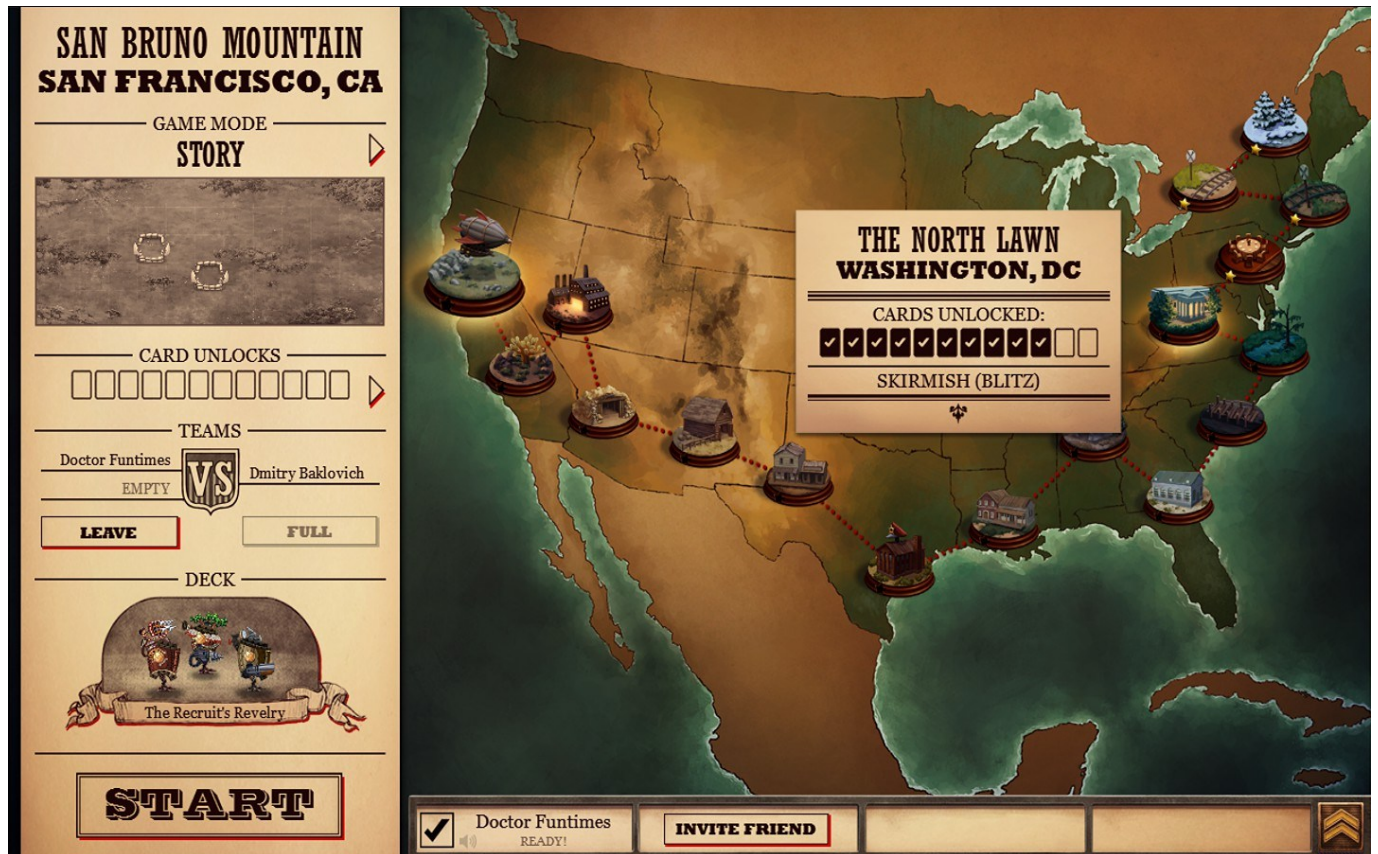 SAN BRUNO MOUNTAIN
SAN FRANCISCO, CA
GAME MODE
STORY
CARD UNLOCKS
TEAMS
Doctor Funtimes
EMPTY
VS
Dmitry Baklovich
LEAVE
FULL
DECK
The Recruit's Revelry
START
THE NORTH LAWN
WASHINGTON, DC
CARDS UNLOCKED:
SKIRMISH (BLITZ)
Doctor Funtimes
READY!
INVITE FRIEND